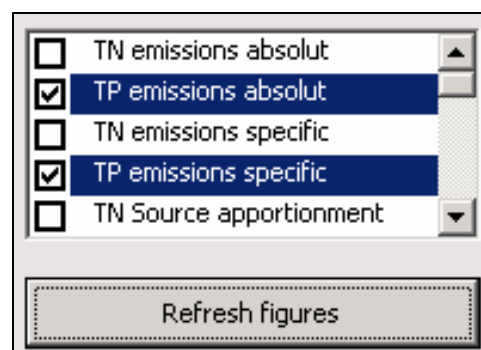 TN emissions absolut
TP emissions absolut
TN emissions specific
TP emissions specific
TN Source apportionment
Refresh figures